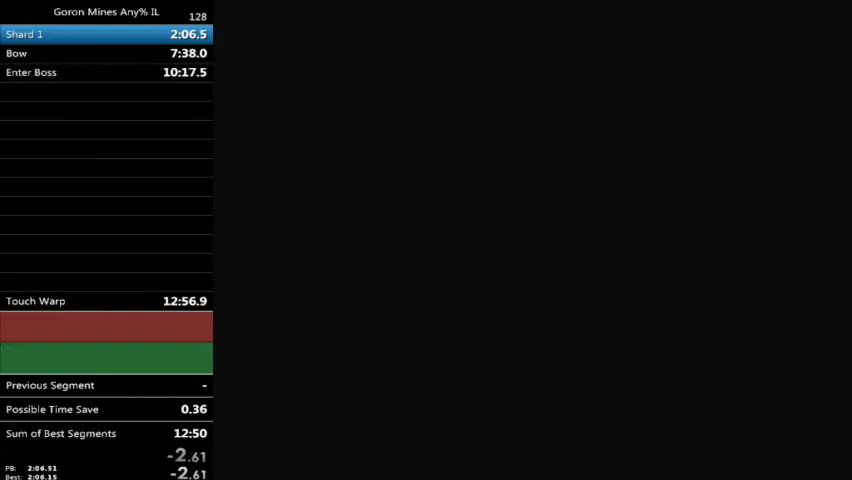 Goron Mines Any% IL
128
Shard 1 2:06.5
Bow 7:38.0
Enter Boss 10:17.5
Touch Warp 12:56.9
Previous Segment -
Possible Time Save 0.36
Sum of Best Segments 12:50
-2.61
PB: 2:06.51
Best: 2:06.15 -2.61